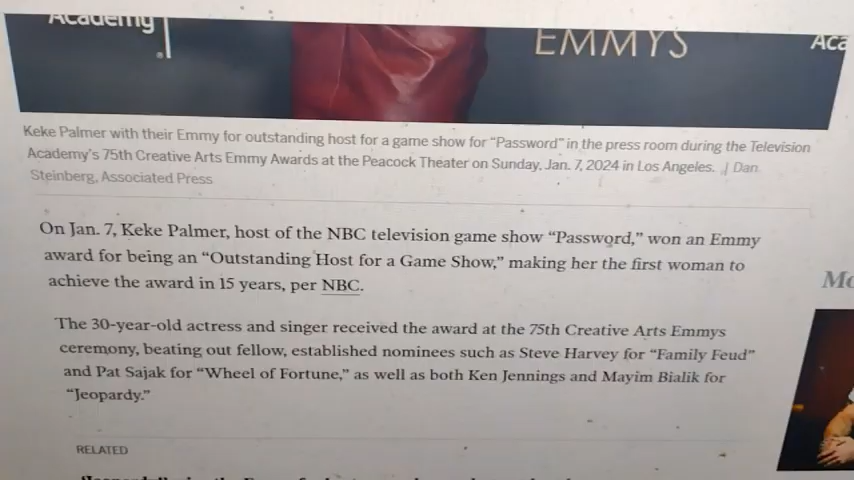 Academy
EMMYS
Keke Palmer with their Emmy for outstanding host for a game show for “Password” in the press room during the Television
Academy’s 75th Creative Arts Emmy Awards at the Peacock Theater on Sunday, Jan. 7, 2024 in Los Angeles. | Dan
Steinberg, Associated Press
On Jan. 7, Keke Palmer, host of the NBC television game show “Password,” won an Emmy
award for being an “Outstanding Host for a Game Show,” making her the first woman to
achieve the award in 15 years, per NBC.
The 30-year-old actress and singer received the award at the 75th Creative Arts Emmys
ceremony, beating out fellow, established nominees such as Steve Harvey for “Family Feud”
and Pat Sajak for “Wheel of Fortune,” as well as both Ken Jennings and Mayim Bialik for
“Jeopardy.”
RELATED